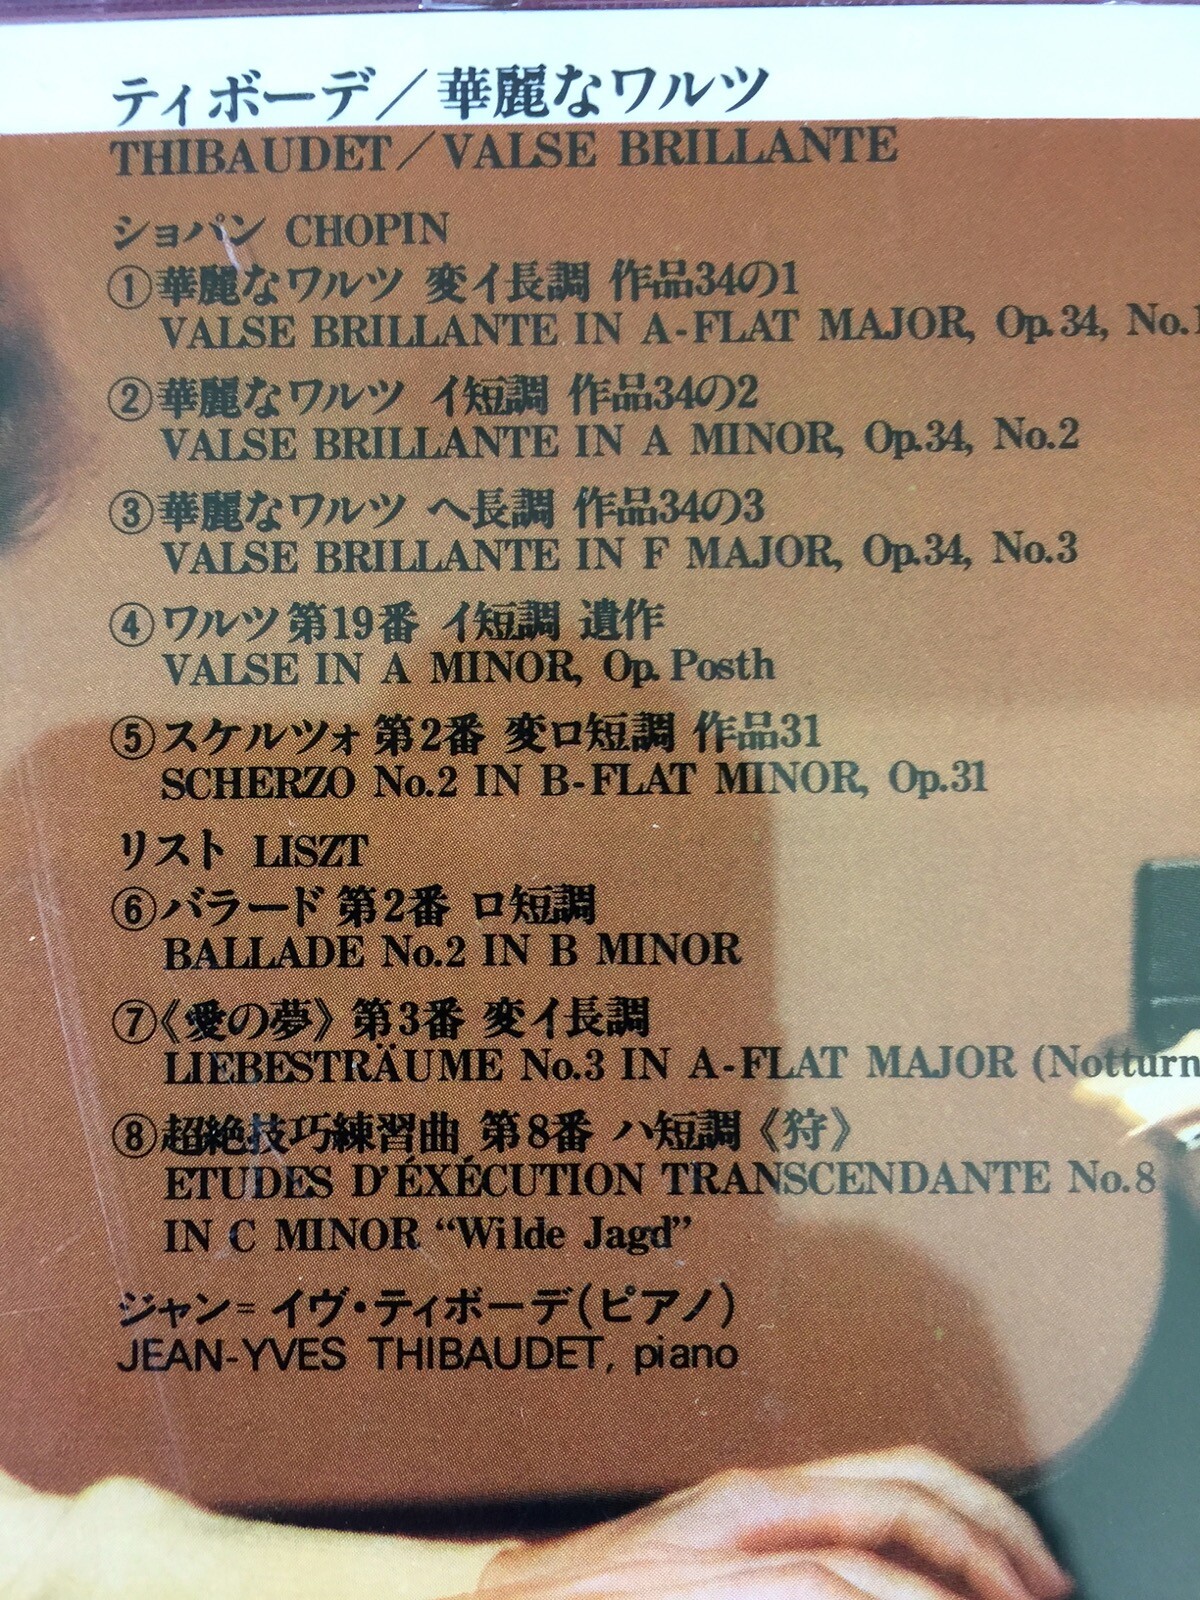 ティボーデ／華麗なワルツ
THIBAUDET／VALSE BRILLANTE
ショパン CHOPIN
①華麗なワルツ 変イ長調 作品34の1
VALSE BRILLANTE IN A-FLAT MAJOR, Op.34, No.1
②華麗なワルツ イ短調 作品34の2
VALSE BRILLANTE IN A MINOR, Op.34, No.2
③華麗なワルツ ヘ長調 作品34の3
VALSE BRILLANTE IN F MAJOR, Op.34, No.3
④ワルツ第19番 イ短調 遺作
VALSE IN A MINOR, Op.Posth
⑤スケルツォ第2番 変ロ短調 作品31
SCHERZO No.2 IN B-FLAT MINOR, Op.31
リスト LISZT
⑥バラード第2番 ロ短調
BALLADE No.2 IN B MINOR
⑦《愛の夢》第3番 変イ長調
LIEBESTRÄUME No.3 IN A-FLAT MAJOR (Notturn
⑧超絶技巧練習曲 第8番 ハ短調《狩》
ETUDES D'ÉXÉCUTION TRANSCENDANTE No.8
IN C MINOR “Wilde Jagd”
ジャン=イヴ・ティボーデ(ピアノ)
JEAN-YVES THIBAUDET, piano